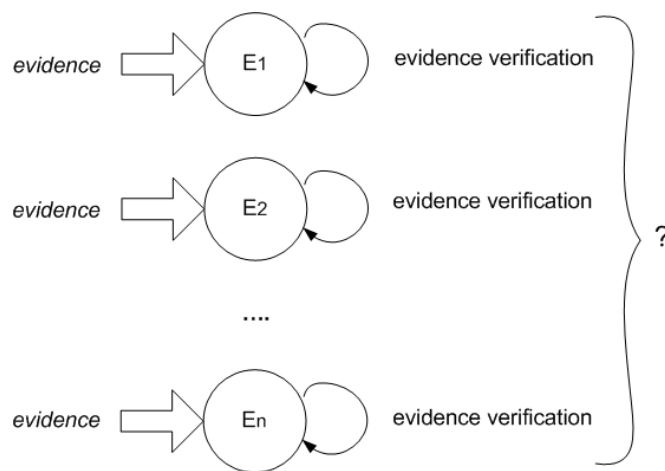 evidence E1 evidence verification
evidence E2 evidence verification
?
....
evidence En evidence verification